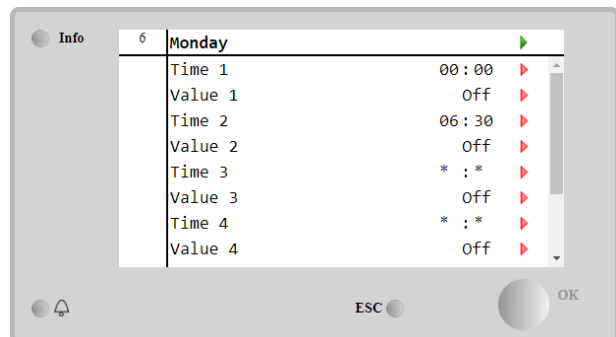 Info
6 Monday
Time 1 00:00
Value 1 Off
Time 2 06:30
Value 2 Off
Time 3 * :*
Value 3 Off
Time 4 * :*
Value 4 Off
ESC
OK